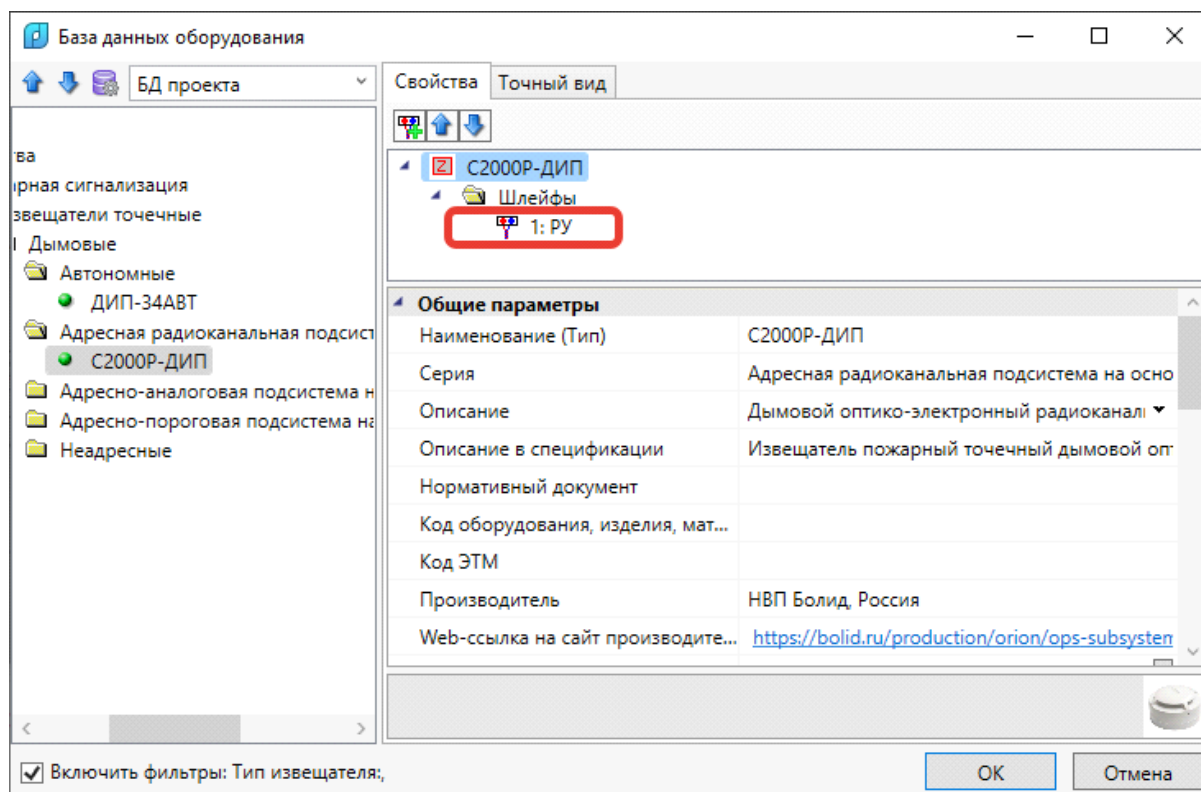 База данных оборудования
БД проекта
ва
рная сигнализация
звещатели точечные
Дымовые
Автономные
ДИП-34АВТ
Адресная радиоканальная подсист
С2000Р-ДИП
Адресно-аналоговая подсистема н
Адресно-пороговая подсистема на
Неадресные
Свойства
Точный вид
С2000Р-ДИП
Шлейфы
1: РУ
Общие параметры
Наименование (Тип) С2000Р-ДИП
Серия Адресная радиоканальная подсистема на осно
Описание Дымовой оптико-электронный радиоканал
Описание в спецификации Извещатель пожарный точечный дымовой опт
Нормативный документ
Код оборудования, изделия, мат...
Код ЭТМ
Производитель НВП Болид, Россия
Web-ссылка на сайт производите... https://bolid.ru/production/orion/ops-subsystem
Включить фильтры: Тип извещателя:,
ОК
Отмена